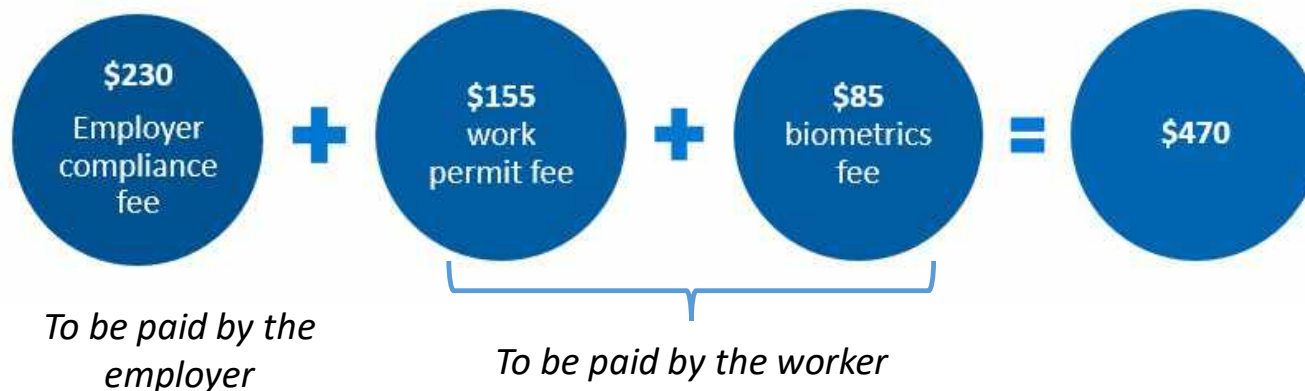 $230
Employer
compliance
fee
+
$155
work
permit fee
+
$85
biometrics
fee
=
$470
To be paid by the
employer
To be paid by the worker